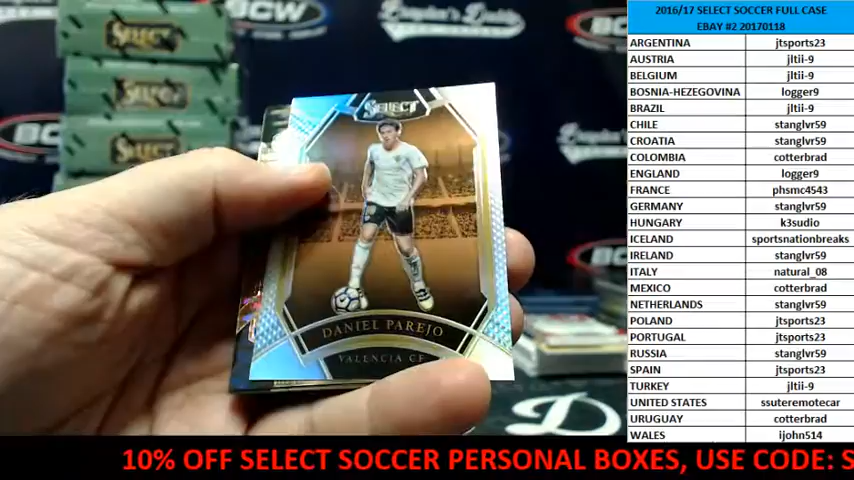 2016/17 SELECT SOCCER FULL CASE
EBAY #2 20170118
ARGENTINA jtsports23
AUSTRIA jltii-9
BELGIUM jltii-9
BOSNIA-HEZEGOVINA logger9
BRAZIL jltii-9
CHILE stanglvr59
CROATIA stanglvr59
COLOMBIA cotterbrad
ENGLAND logger9
FRANCE phsmc4543
GERMANY stanglvr59
HUNGARY k3sudio
ICELAND sportsnationbreaks
IRELAND stanglvr59
ITALY natural_08
MEXICO cotterbrad
NETHERLANDS stanglvr59
POLAND jtsports23
PORTUGAL jtsports23
RUSSIA stanglvr59
SPAIN jtsports23
TURKEY jltii-9
UNITED STATES ssuteremotecar
URUGUAY cotterbrad
WALES ijohn514
SELECT
SELECT
SELECT
BCW
SELECT
DANIEL PAREJO
VALENCIA CF
10% OFF SELECT SOCCER PERSONAL BOXES, USE CODE: S